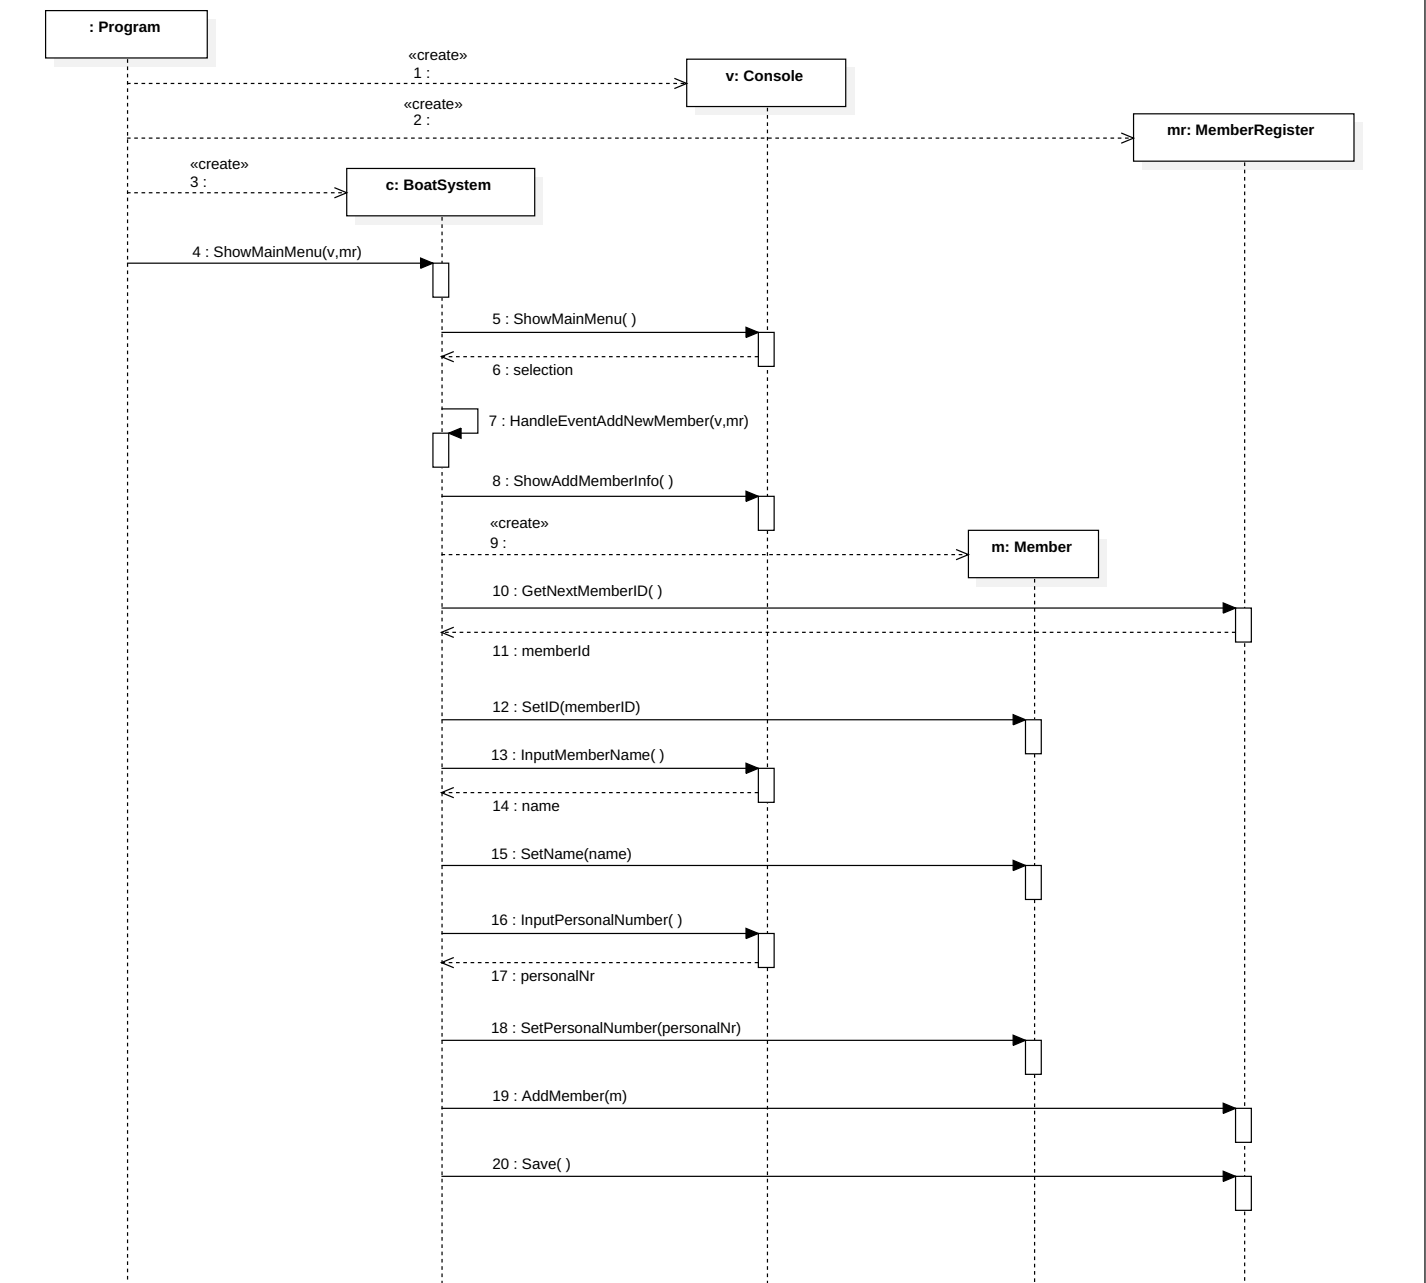 : Program
«create»
1 :
v: Console
«create»
2 :
mr: MemberRegister
«create»
3 :
c: BoatSystem
4 : ShowMainMenu(v,mr)
5 : ShowMainMenu( )
6 : selection
7 : HandleEventAddNewMember(v,mr)
8 : ShowAddMemberInfo( )
«create»
9 :
m: Member
10 : GetNextMemberID( )
11 : memberId
12 : SetID(memberID)
13 : InputMemberName( )
14 : name
15 : SetName(name)
16 : InputPersonalNumber( )
17 : personalNr
18 : SetPersonalNumber(personalNr)
19 : AddMember(m)
20 : Save( )